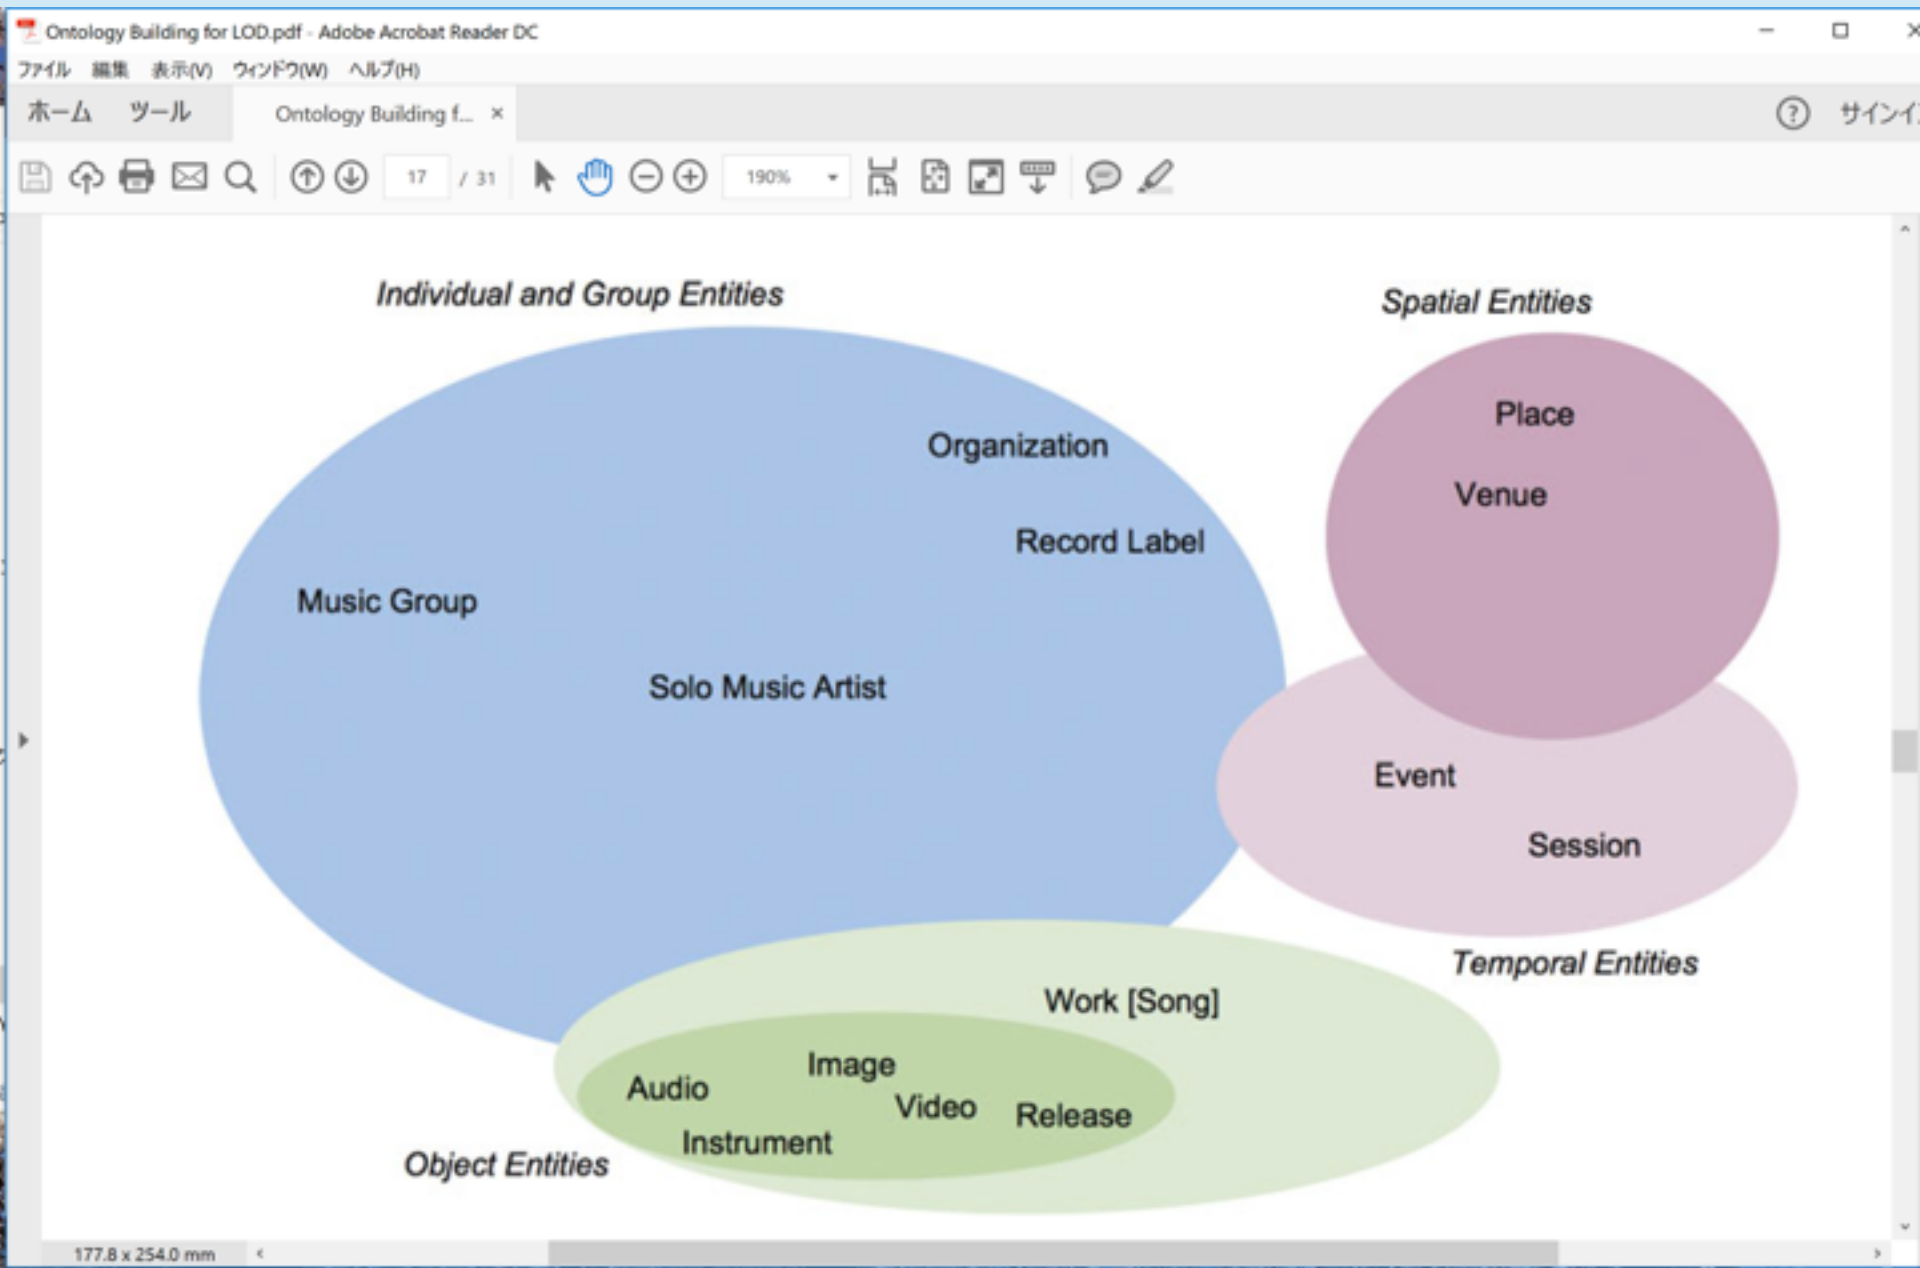 Ontology Building for LOD.pdf - Adobe Acrobat Reader DC
ファイル 編集 表示(V) ウィンドウ(W) ヘルプ(H)
ホーム ツール Ontology Building f... ×
17 / 31 190%
Individual and Group Entities
Spatial Entities
Place
Organization
Venue
Record Label
Music Group
Solo Music Artist
Event
Session
Temporal Entities
Work [Song]
Image
Audio
Video
Release
Instrument
Object Entities
177.8 x 254.0 mm